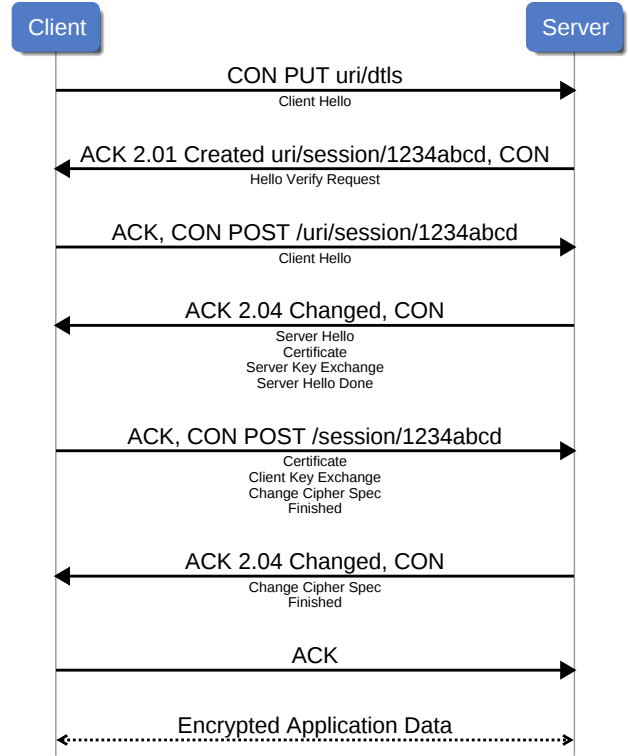 Client
Server
CON PUT uri/dtls
Client Hello
ACK 2.01 Created uri/session/1234abcd, CON
Hello Verify Request
ACK, CON POST /uri/session/1234abcd
Client Hello
ACK 2.04 Changed, CON
Server Hello
Certificate
Server Key Exchange
Server Hello Done
ACK, CON POST /session/1234abcd
Certificate
Client Key Exchange
Change Cipher Spec
Finished
ACK 2.04 Changed, CON
Change Cipher Spec
Finished
ACK
Encrypted Application Data